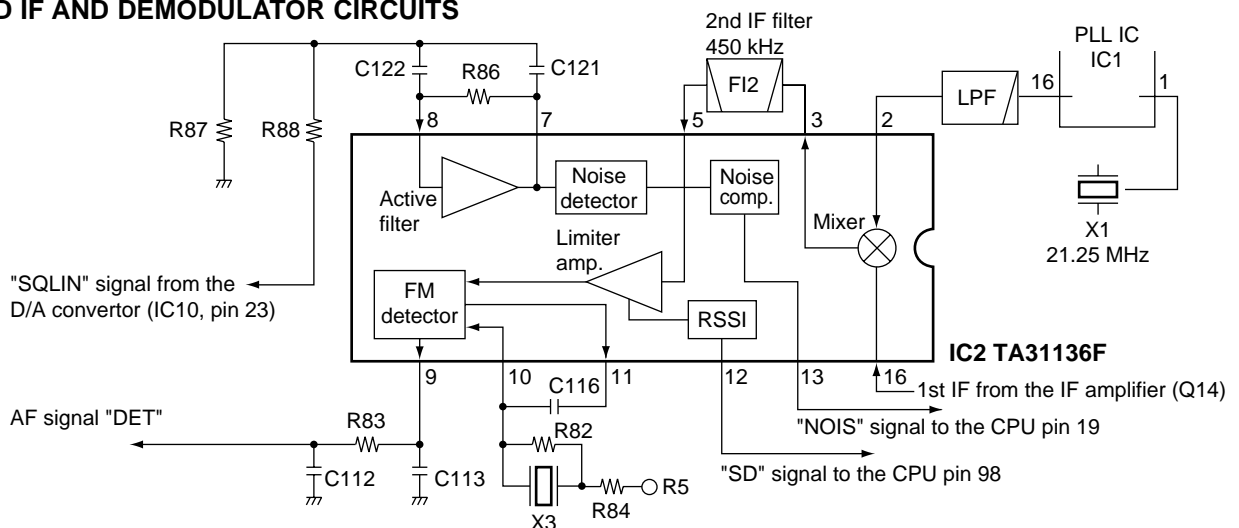 D IF AND DEMODULATOR CIRCUITS
2nd IF filter
450 kHz
PLL IC
IC1
C122
R86
C121
FI2
LPF
16
1
R87
R88
8
7
5
3
2
Active
filter
Noise
detector
Noise
comp.
Mixer
X1
21.25 MHz
Limiter
amp.
"SQLIN" signal from the
D/A convertor (IC10, pin 23)
FM
detector
RSSI
IC2 TA31136F
9
10
11
12
13
16
1st IF from the IF amplifier (Q14)
C116
AF signal "DET"
R83
R82
"NOIS" signal to the CPU pin 19
"SD" signal to the CPU pin 98
C112
C113
R5
R84
X3